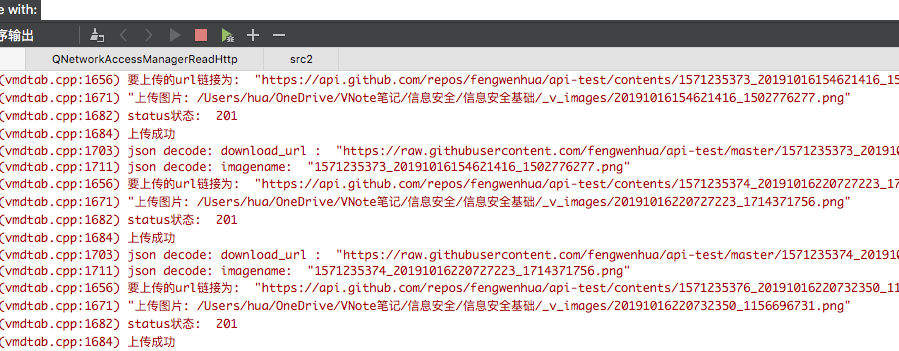 e with:
序输出
QNetworkAccessManagerReadHttp src2
(vmdtab.cpp:1656) 要上传的url链接为:  "https://api.github.com/repos/fengwenhua/api-test/contents/1571235373_20191016154621416_15
(vmdtab.cpp:1671) "上传图片: /Users/hua/OneDrive/VNote笔记/信息安全/信息安全基础/_v_images/20191016154621416_1502776277.png"
(vmdtab.cpp:1682) status状态:  201
(vmdtab.cpp:1684) 上传成功
(vmdtab.cpp:1703) json decode: download_url :  "https://raw.githubusercontent.com/fengwenhua/api-test/master/1571235373_201910
(vmdtab.cpp:1711) json decode: imagename:  "1571235373_20191016154621416_1502776277.png"
(vmdtab.cpp:1656) 要上传的url链接为:  "https://api.github.com/repos/fengwenhua/api-test/contents/1571235374_20191016220727223_17
(vmdtab.cpp:1671) "上传图片: /Users/hua/OneDrive/VNote笔记/信息安全/信息安全基础/_v_images/20191016220727223_1714371756.png"
(vmdtab.cpp:1682) status状态:  201
(vmdtab.cpp:1684) 上传成功
(vmdtab.cpp:1703) json decode: download_url :  "https://raw.githubusercontent.com/fengwenhua/api-test/master/1571235374_201910
(vmdtab.cpp:1711) json decode: imagename:  "1571235374_20191016220727223_1714371756.png"
(vmdtab.cpp:1656) 要上传的url链接为:  "https://api.github.com/repos/fengwenhua/api-test/contents/1571235376_20191016220732350_11
(vmdtab.cpp:1671) "上传图片: /Users/hua/OneDrive/VNote笔记/信息安全/信息安全基础/_v_images/20191016220732350_1156696731.png"
(vmdtab.cpp:1682) status状态:  201
(vmdtab.cpp:1684) 上传成功